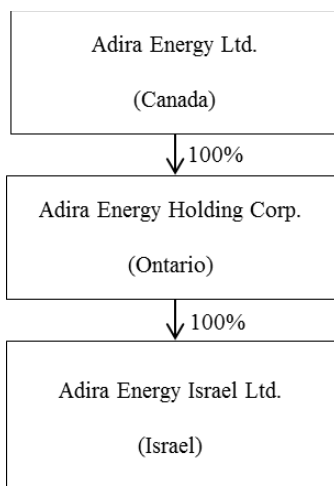 Adira Energy Ltd.
(Canada)
100%
Adira Energy Holding Corp.
(Ontario)
100%
Adira Energy Israel Ltd.
(Israel)